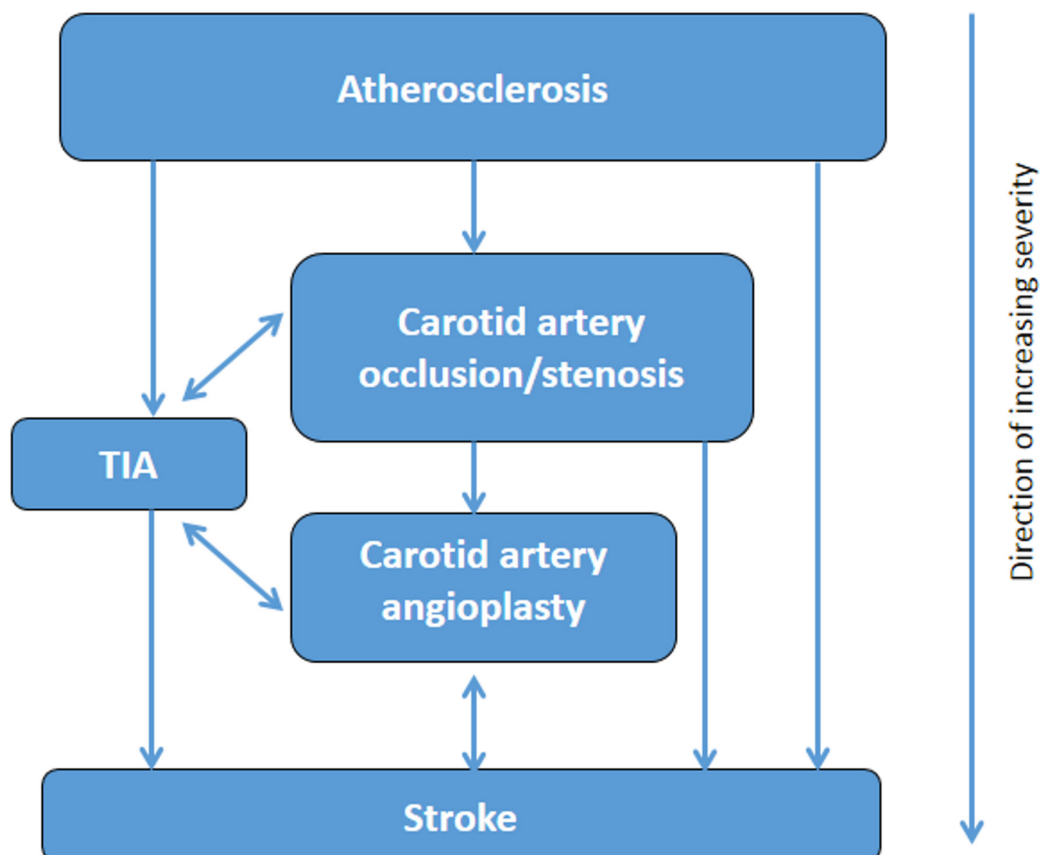 Atherosclerosis
Carotid artery
occlusion/stenosis
TIA
Carotid artery
angioplasty
Stroke
Direction of increasing severity